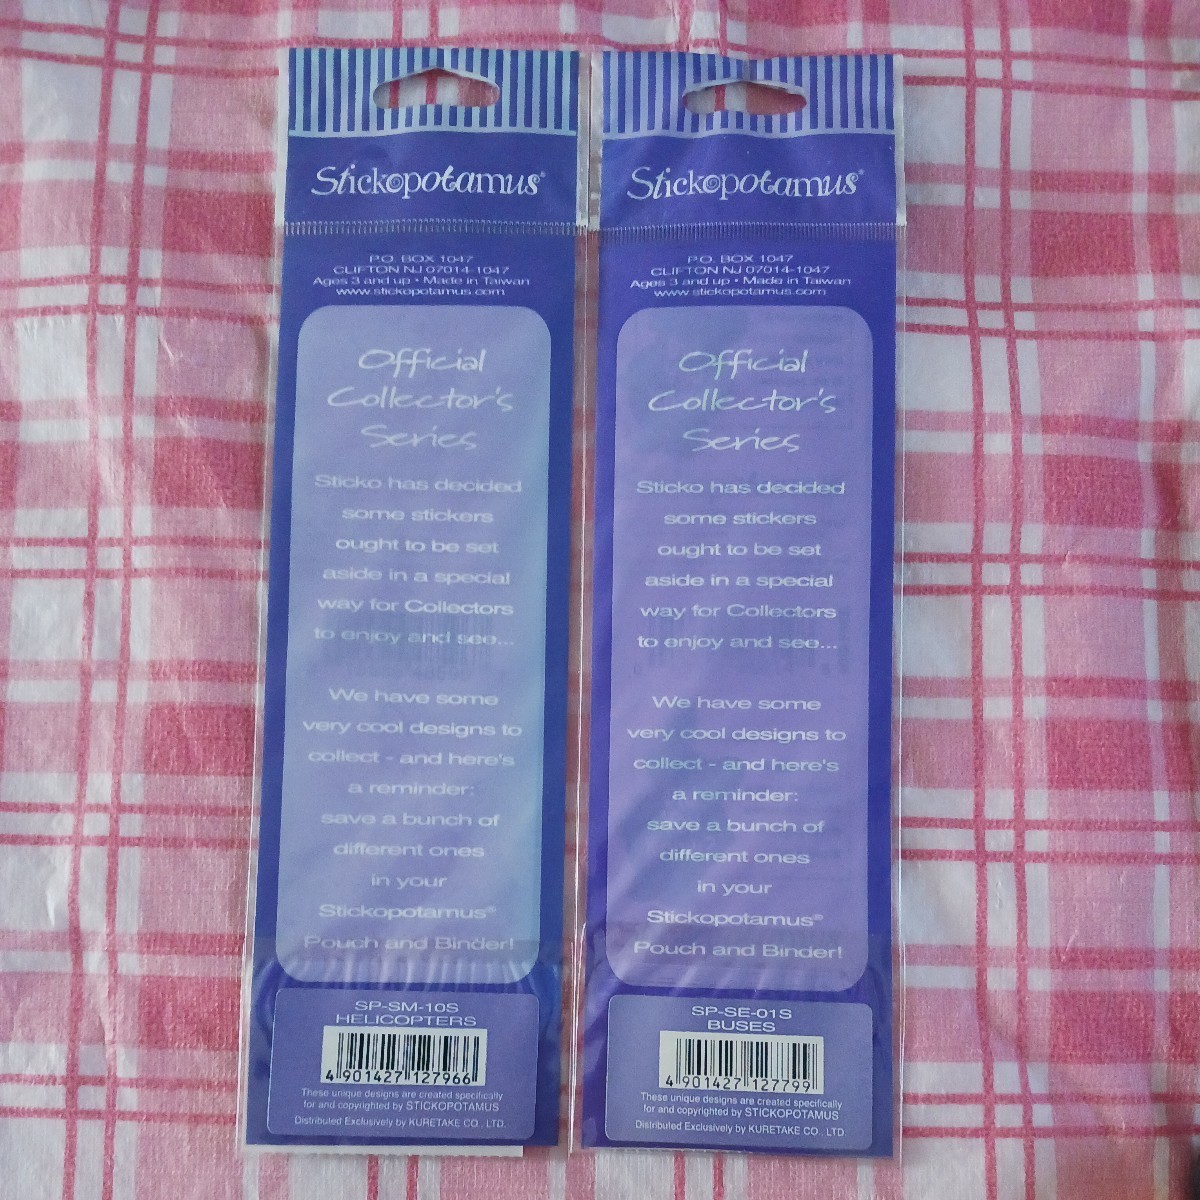 Stickopotamus®
P.O. BOX 1047
CLIFTON NJ 07014-1047
Ages 3 and up • Made in Taiwan
www.stickopotamus.com
Official
Collector's
Series
Sticko has decided
some stickers
ought to be set
aside in a special
way for Collectors
to enjoy and see...
We have some
very cool designs to
collect - and here's
a reminder:
save a bunch of
different ones
in your
Stickopotamus®
Pouch and Binder!
SP-SM-10S
HELICOPTERS
4 901427 127966
These unique designs are created specifically
for and copyrighted by STICKOPOTAMUS
Distributed Exclusively by KURETAKE CO., LTD.
Stickopotamus®
P.O. BOX 1047
CLIFTON NJ 07014-1047
Ages 3 and up • Made in Taiwan
www.stickopotamus.com
Official
Collector's
Series
Sticko has decided
some stickers
ought to be set
aside in a special
way for Collectors
to enjoy and see...
We have some
very cool designs to
collect - and here's
a reminder:
save a bunch of
different ones
in your
Stickopotamus®
Pouch and Binder!
SP-SE-01S
BUSES
4 901427 127799
These unique designs are created specifically
for and copyrighted by STICKOPOTAMUS
Distributed Exclusively by KURETAKE CO., LTD.